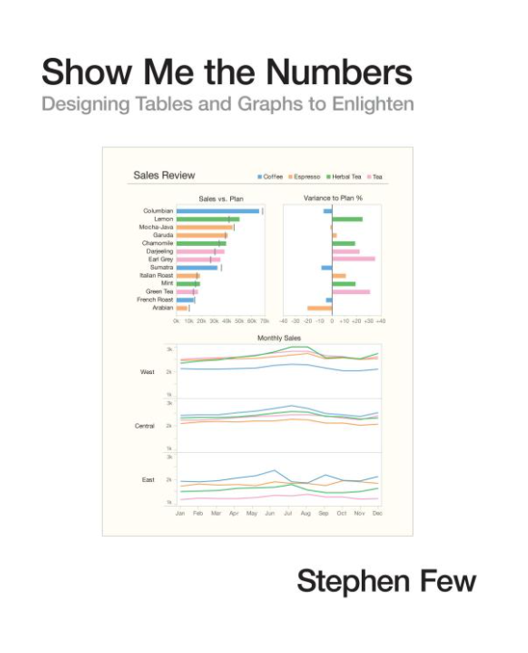 Show Me the Numbers
Designing Tables and Graphs to Enlighten
Sales Review
Coffee Espresso Herbal Tea Tea
Sales vs. Plan
Variance to Plan %
Columbian
Lemon
Mocha-Java
Garuda
Chamomile
Darjeeling
Earl Grey
Sumatra
Italian Roast
Mint
Green Tea
French Roast
Arabian
0k 10k 20k 30k 40k 50k 60k 70k
-40 -30 -20 -10 0 +10 +20 +30 +40
Monthly Sales
3k
West 2k
1k
3k
Central 2k
1k
3k
East 2k
1k
Jan Feb Mar Apr May Jun Jul Aug Sep Oct Nov Dec
Stephen Few